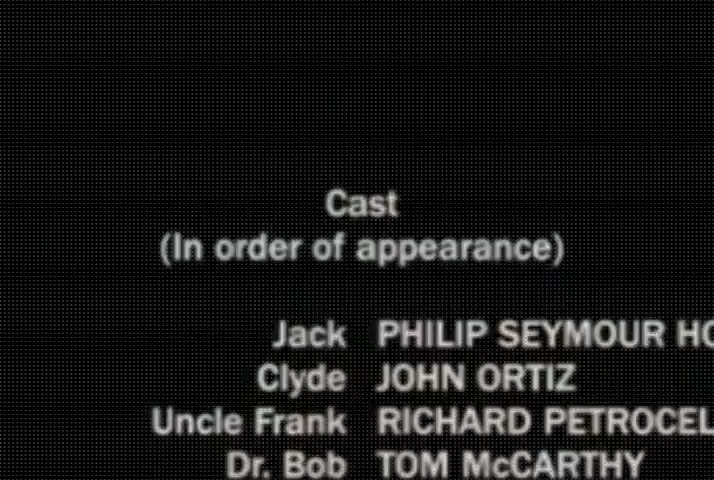 Cast
(In order of appearance)
Jack PHILIP SEYMOUR HO
Clyde JOHN ORTIZ
Uncle Frank RICHARD PETROCEL
Dr. Bob TOM McCARTHY